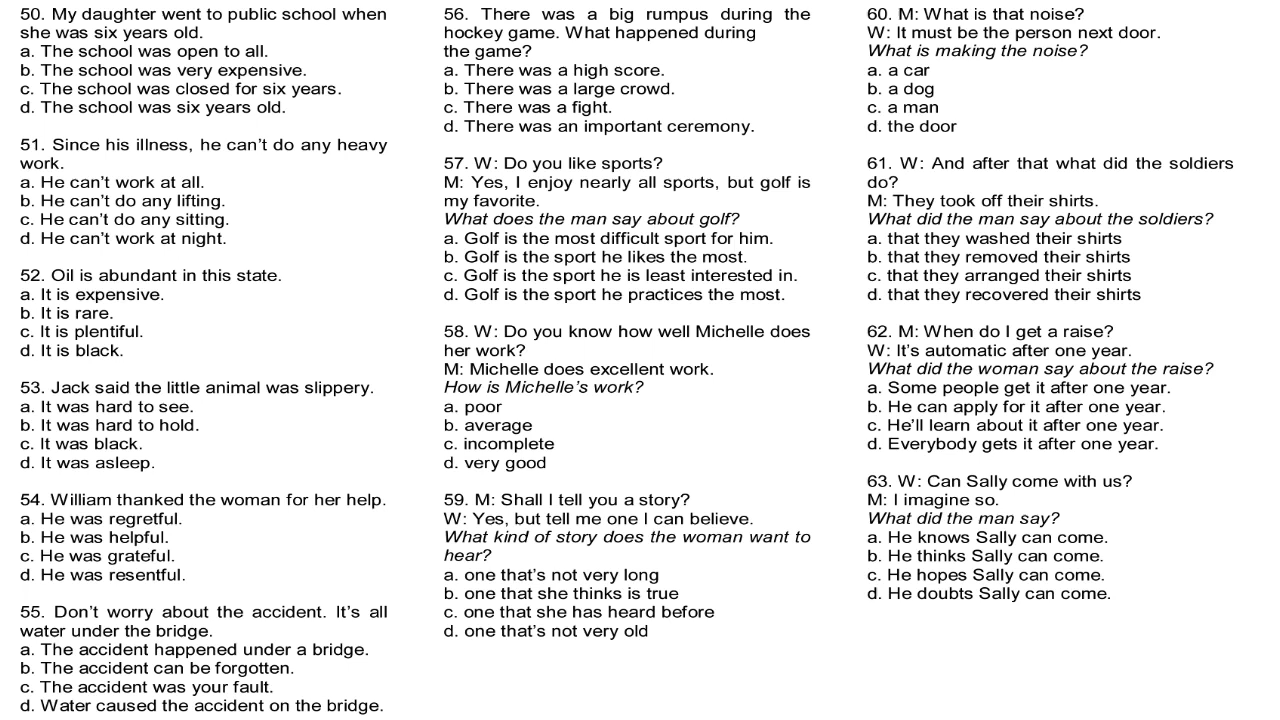 50. My daughter went to public school when
she was six years old.
a. The school was open to all.
b. The school was very expensive.
c. The school was closed for six years.
d. The school was six years old.
51. Since his illness, he can't do any heavy
work.
a. He can't work at all.
b. He can't do any lifting.
c. He can't do any sitting.
d. He can't work at night.
52. Oil is abundant in this state.
a. It is expensive.
b. It is rare.
c. It is plentiful.
d. It is black.
53. Jack said the little animal was slippery.
a. It was hard to see.
b. It was hard to hold.
c. It was black.
d. It was asleep.
54. William thanked the woman for her help.
a. He was regretful.
b. He was helpful.
c. He was grateful.
d. He was resentful.
55. Don't worry about the accident. It's all
water under the bridge.
a. The accident happened under a bridge.
b. The accident can be forgotten.
c. The accident was your fault.
d. Water caused the accident on the bridge.
56. There was a big rumpus during the
hockey game. What happened during
the game?
a. There was a high score.
b. There was a large crowd.
c. There was a fight.
d. There was an important ceremony.
57. W: Do you like sports?
M: Yes, I enjoy nearly all sports, but golf is
my favorite.
What does the man say about golf?
a. Golf is the most difficult sport for him.
b. Golf is the sport he likes the most.
c. Golf is the sport he is least interested in.
d. Golf is the sport he practices the most.
58. W: Do you know how well Michelle does
her work?
M: Michelle does excellent work.
How is Michelle's work?
a. poor
b. average
c. incomplete
d. very good
59. M: Shall I tell you a story?
W: Yes, but tell me one I can believe.
What kind of story does the woman want to
hear?
a. one that's not very long
b. one that she thinks is true
c. one that she has heard before
d. one that's not very old
60. M: What is that noise?
W: It must be the person next door.
What is making the noise?
a. a car
b. a dog
c. a man
d. the door
61. W: And after that what did the soldiers
do?
M: They took off their shirts.
What did the man say about the soldiers?
a. that they washed their shirts
b. that they removed their shirts
c. that they arranged their shirts
d. that they recovered their shirts
62. M: When do I get a raise?
W: It's automatic after one year.
What did the woman say about the raise?
a. Some people get it after one year.
b. He can apply for it after one year.
c. He'll learn about it after one year.
d. Everybody gets it after one year.
63. W: Can Sally come with us?
M: I imagine so.
What did the man say?
a. He knows Sally can come.
b. He thinks Sally can come.
c. He hopes Sally can come.
d. He doubts Sally can come.